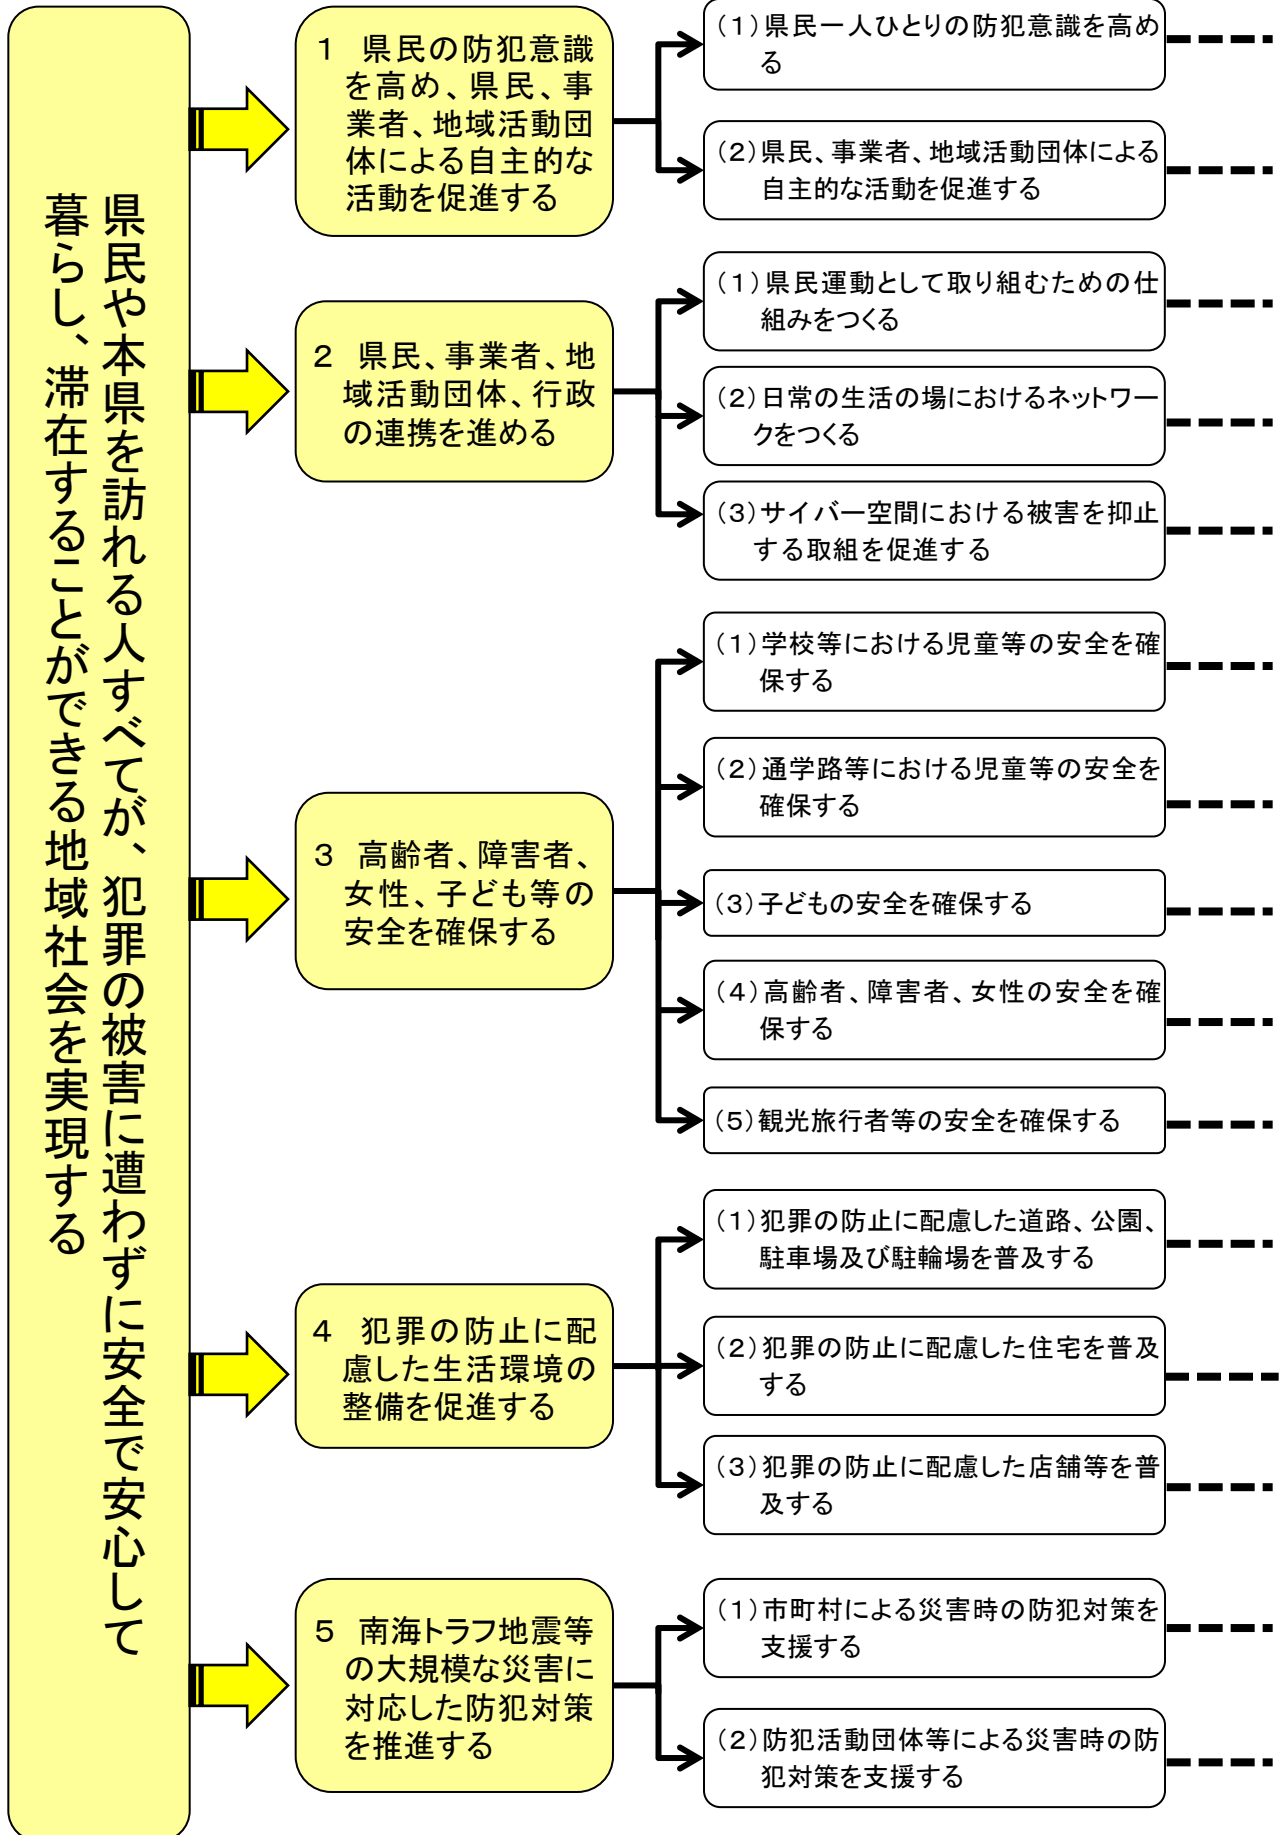 県民や本県を訪れる人すべてが、犯罪の被害に遭わずに安全で安心して
暮らし、滞在することができる地域社会を実現する
1　県民の防犯意識
を高め、県民、事
業者、地域活動団
体による自主的な
活動を促進する
(1)県民一人ひとりの防犯意識を高め
る
(2)県民、事業者、地域活動団体による
自主的な活動を促進する
2　県民、事業者、地
域活動団体、行政
の連携を進める
(1)県民運動として取り組むための仕
組みをつくる
(2)日常の生活の場におけるネットワー
クをつくる
(3)サイバー空間における被害を抑止
する取組を促進する
3　高齢者、障害者、
女性、子ども等の
安全を確保する
(1)学校等における児童等の安全を確
保する
(2)通学路等における児童等の安全を
確保する
(3)子どもの安全を確保する
(4)高齢者、障害者、女性の安全を確
保する
(5)観光旅行者等の安全を確保する
4　犯罪の防止に配
慮した生活環境の
整備を促進する
(1)犯罪の防止に配慮した道路、公園、
駐車場及び駐輪場を普及する
(2)犯罪の防止に配慮した住宅を普及
する
(3)犯罪の防止に配慮した店舗等を普
及する
5　南海トラフ地震等
の大規模な災害に
対応した防犯対策
を推進する
(1)市町村による災害時の防犯対策を
支援する
(2)防犯活動団体等による災害時の防
犯対策を支援する